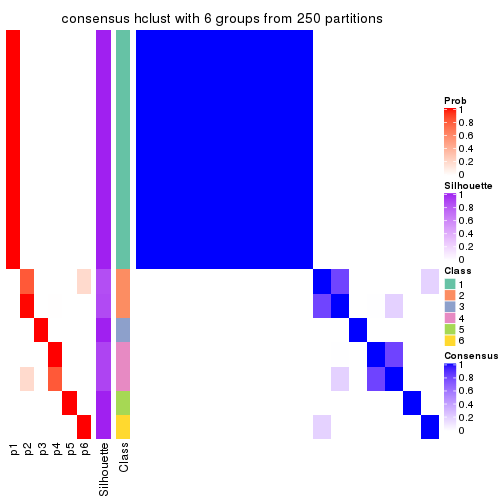 consensus hclust with 6 groups from 250 partitions
Prob
1
0.8
0.6
0.4
0.2
0
Silhouette
1
0.8
0.6
0.4
0.2
0
Class
1
2
3
4
5
6
Consensus
1
0.8
0.6
0.4
0.2
0
p1
p2
p3
p4
p5
p6
Silhouette
Class